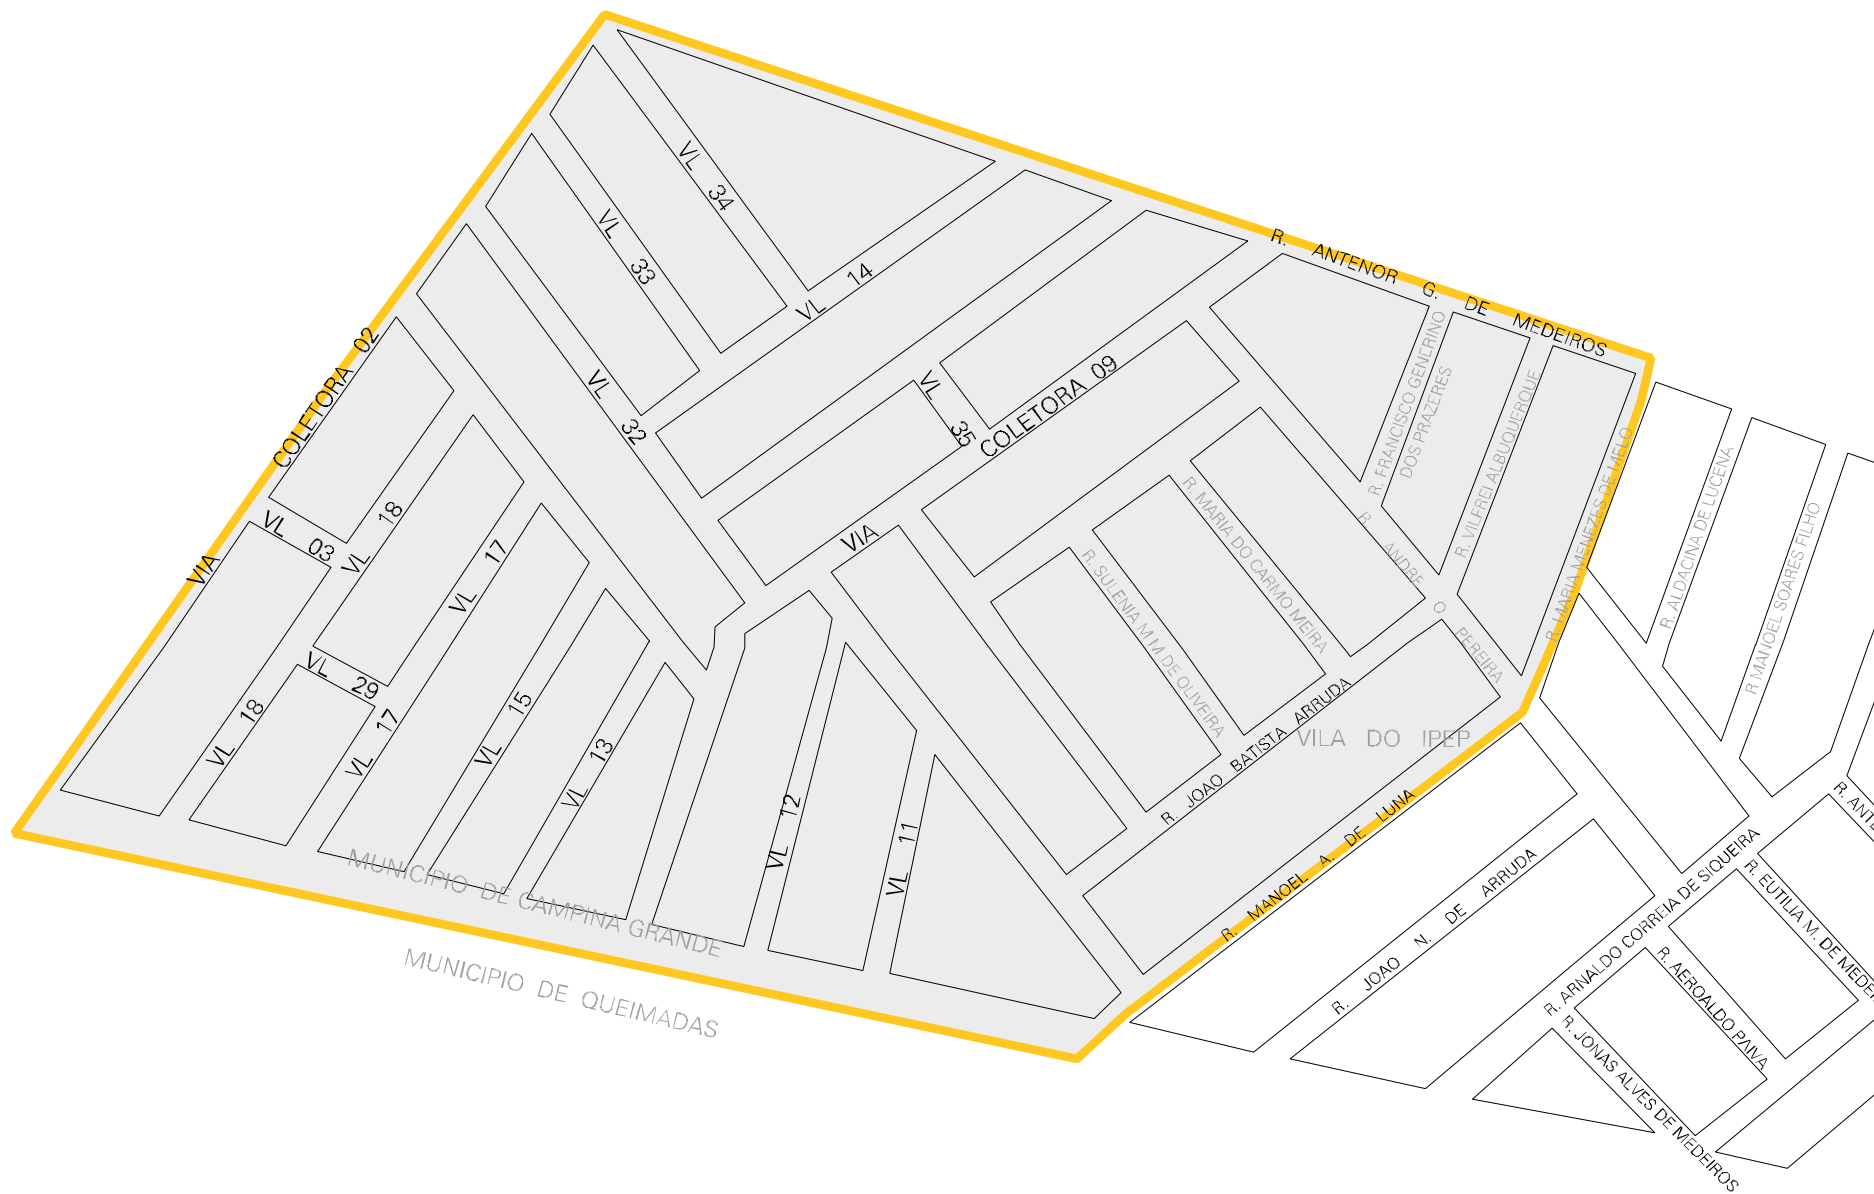 VL 34
VL 33
VL 14
R. ANTENOR G. DE MEDEIROS
VIA COLETORA 02
VL 32
VL 35
VIA COLETORA 09
R. FRANCISCO GENERINO
DOS PRAZERES
R. VILFREI ALBUQUERQUE
R. MARIA MENEZES DE MELO
R. ALDACINA DE LUCENA
R MANOEL SOARES FILHO
VL 03
VL 18
VL 17
R. MARIA DO CARMO MEIRA
R. SULENIA M.M. DE OLIVEIRA
R ANDRE O PEREIRA
VL 29
VL 18
VL 17
VL 15
VL 13
VL 12
VL 11
R. JOAO BATISTA ARRUDA
VILA DO IPEP
R. MANOEL A. DE LUNA
R. JOAO N. DE ARRUDA
R. ARNALDO CORREIA DE SIQUEIRA
R. ANTE
R. EUTILIA M. DE MEDEI
R. AEROALDO PAIVA
R. JONAS ALVES DE MEDEIROS
MUNICIPIO DE CAMPINA GRANDE
MUNICIPIO DE QUEIMADAS